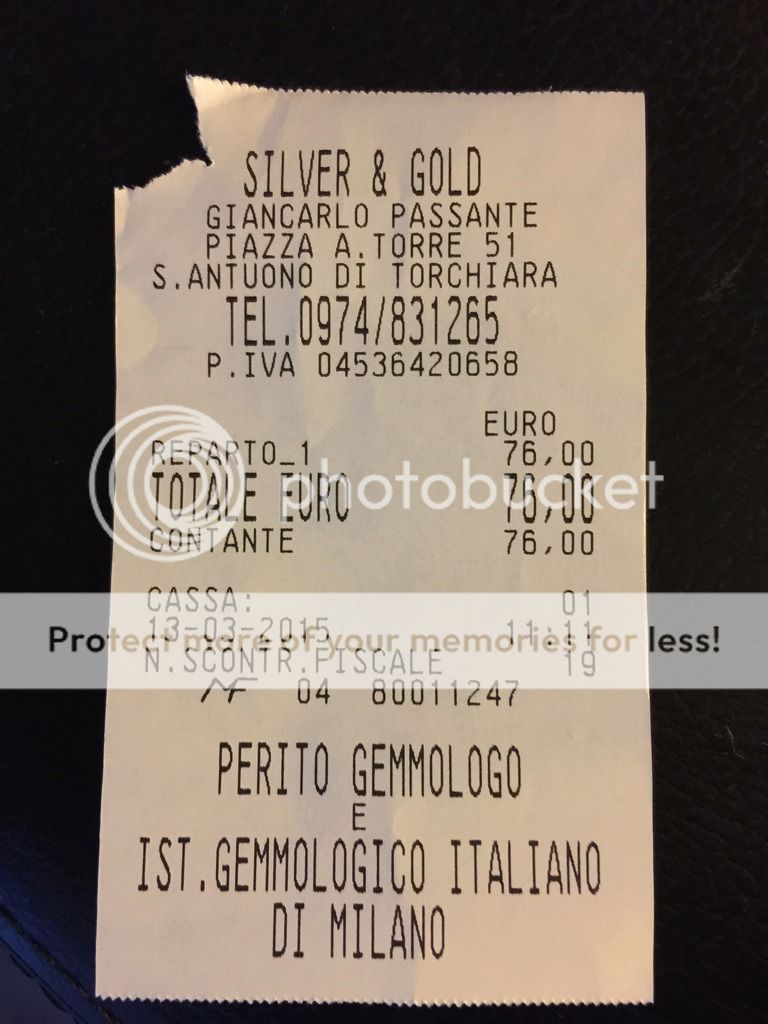 SILVER & GOLD
GIANCARLO PASSANTE
PIAZZA A.TORRE 51
S.ANTUONO DI TORCHIARA
TEL.0974/831265
P.IVA 04536420658
EURO
REPARTO_1 76,00
TOTALE EURO 76,00
CONTANTE 76,00
photobucket
CASSA: 01
13-03-2015 11:11
Protect more of your memories for less!
N.SCONTR.FISCALE 19
MF 04 80011247
PERITO GEMMOLOGO
E
IST.GEMMOLOGICO ITALIANO
DI MILANO